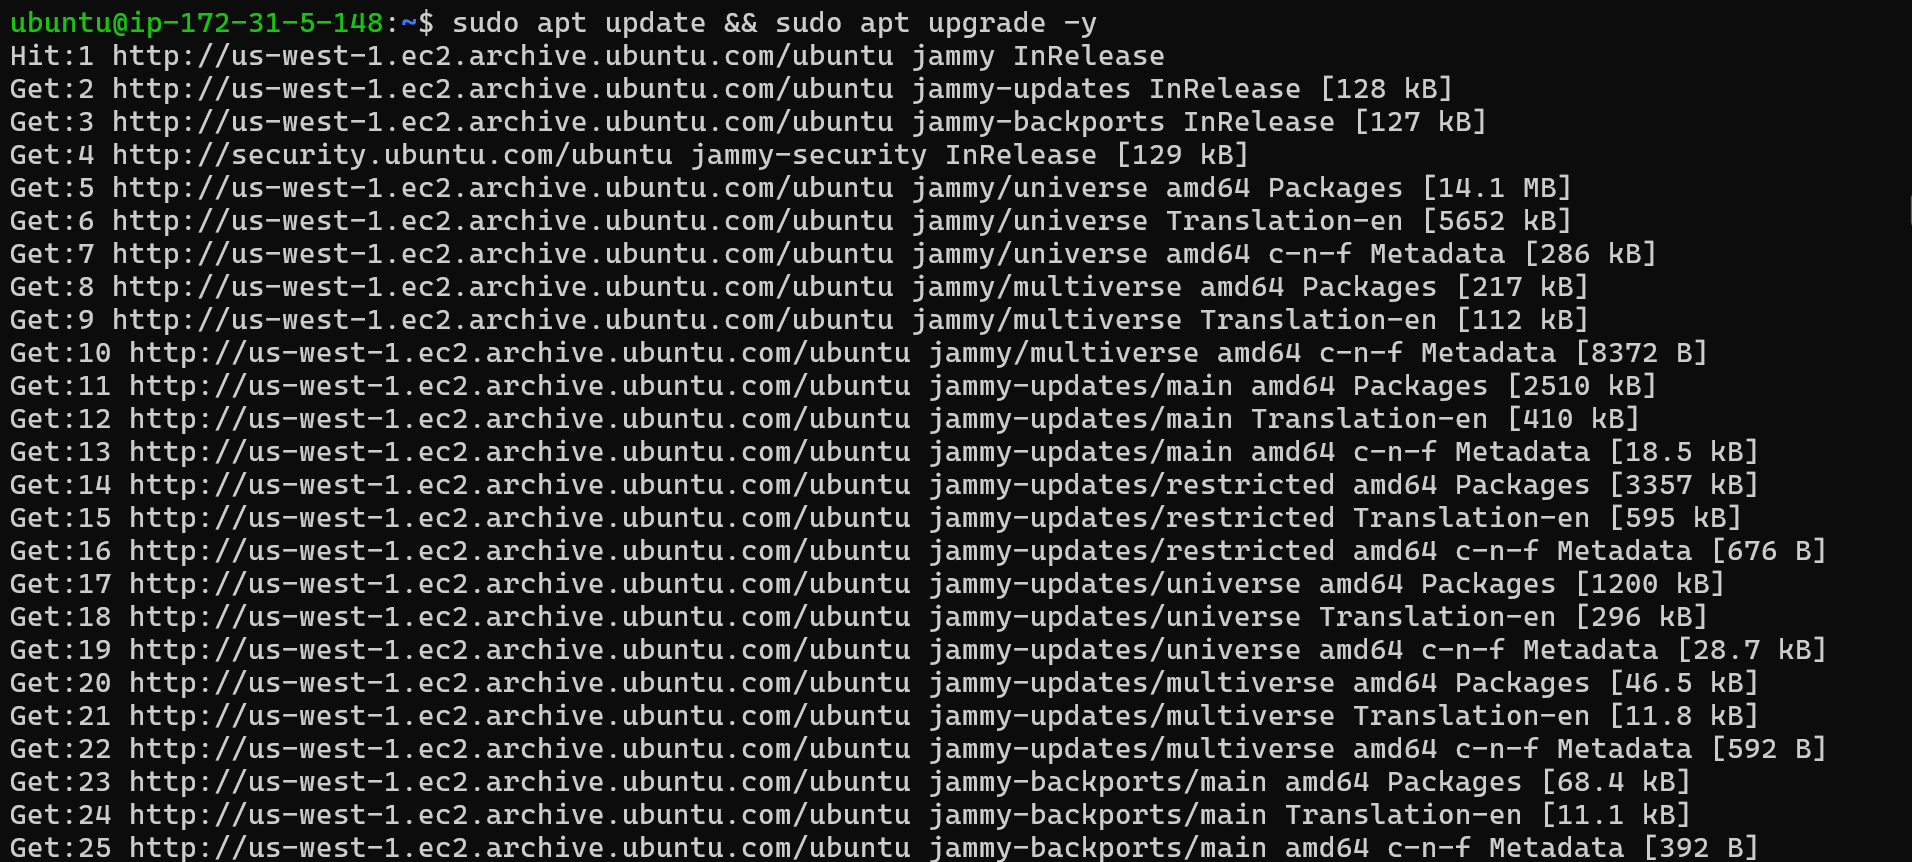 ubuntu@ip-172-31-5-148:~$ sudo apt update && sudo apt upgrade -y
Hit:1 http://us-west-1.ec2.archive.ubuntu.com/ubuntu jammy InRelease
Get:2 http://us-west-1.ec2.archive.ubuntu.com/ubuntu jammy-updates InRelease [128 kB]
Get:3 http://us-west-1.ec2.archive.ubuntu.com/ubuntu jammy-backports InRelease [127 kB]
Get:4 http://security.ubuntu.com/ubuntu jammy-security InRelease [129 kB]
Get:5 http://us-west-1.ec2.archive.ubuntu.com/ubuntu jammy/universe amd64 Packages [14.1 MB]
Get:6 http://us-west-1.ec2.archive.ubuntu.com/ubuntu jammy/universe Translation-en [5652 kB]
Get:7 http://us-west-1.ec2.archive.ubuntu.com/ubuntu jammy/universe amd64 c-n-f Metadata [286 kB]
Get:8 http://us-west-1.ec2.archive.ubuntu.com/ubuntu jammy/multiverse amd64 Packages [217 kB]
Get:9 http://us-west-1.ec2.archive.ubuntu.com/ubuntu jammy/multiverse Translation-en [112 kB]
Get:10 http://us-west-1.ec2.archive.ubuntu.com/ubuntu jammy/multiverse amd64 c-n-f Metadata [8372 B]
Get:11 http://us-west-1.ec2.archive.ubuntu.com/ubuntu jammy-updates/main amd64 Packages [2510 kB]
Get:12 http://us-west-1.ec2.archive.ubuntu.com/ubuntu jammy-updates/main Translation-en [410 kB]
Get:13 http://us-west-1.ec2.archive.ubuntu.com/ubuntu jammy-updates/main amd64 c-n-f Metadata [18.5 kB]
Get:14 http://us-west-1.ec2.archive.ubuntu.com/ubuntu jammy-updates/restricted amd64 Packages [3357 kB]
Get:15 http://us-west-1.ec2.archive.ubuntu.com/ubuntu jammy-updates/restricted Translation-en [595 kB]
Get:16 http://us-west-1.ec2.archive.ubuntu.com/ubuntu jammy-updates/restricted amd64 c-n-f Metadata [676 B]
Get:17 http://us-west-1.ec2.archive.ubuntu.com/ubuntu jammy-updates/universe amd64 Packages [1200 kB]
Get:18 http://us-west-1.ec2.archive.ubuntu.com/ubuntu jammy-updates/universe Translation-en [296 kB]
Get:19 http://us-west-1.ec2.archive.ubuntu.com/ubuntu jammy-updates/universe amd64 c-n-f Metadata [28.7 kB]
Get:20 http://us-west-1.ec2.archive.ubuntu.com/ubuntu jammy-updates/multiverse amd64 Packages [46.5 kB]
Get:21 http://us-west-1.ec2.archive.ubuntu.com/ubuntu jammy-updates/multiverse Translation-en [11.8 kB]
Get:22 http://us-west-1.ec2.archive.ubuntu.com/ubuntu jammy-updates/multiverse amd64 c-n-f Metadata [592 B]
Get:23 http://us-west-1.ec2.archive.ubuntu.com/ubuntu jammy-backports/main amd64 Packages [68.4 kB]
Get:24 http://us-west-1.ec2.archive.ubuntu.com/ubuntu jammy-backports/main Translation-en [11.1 kB]
Get:25 http://us-west-1.ec2.archive.ubuntu.com/ubuntu jammy-backports/main amd64 c-n-f Metadata [392 B]